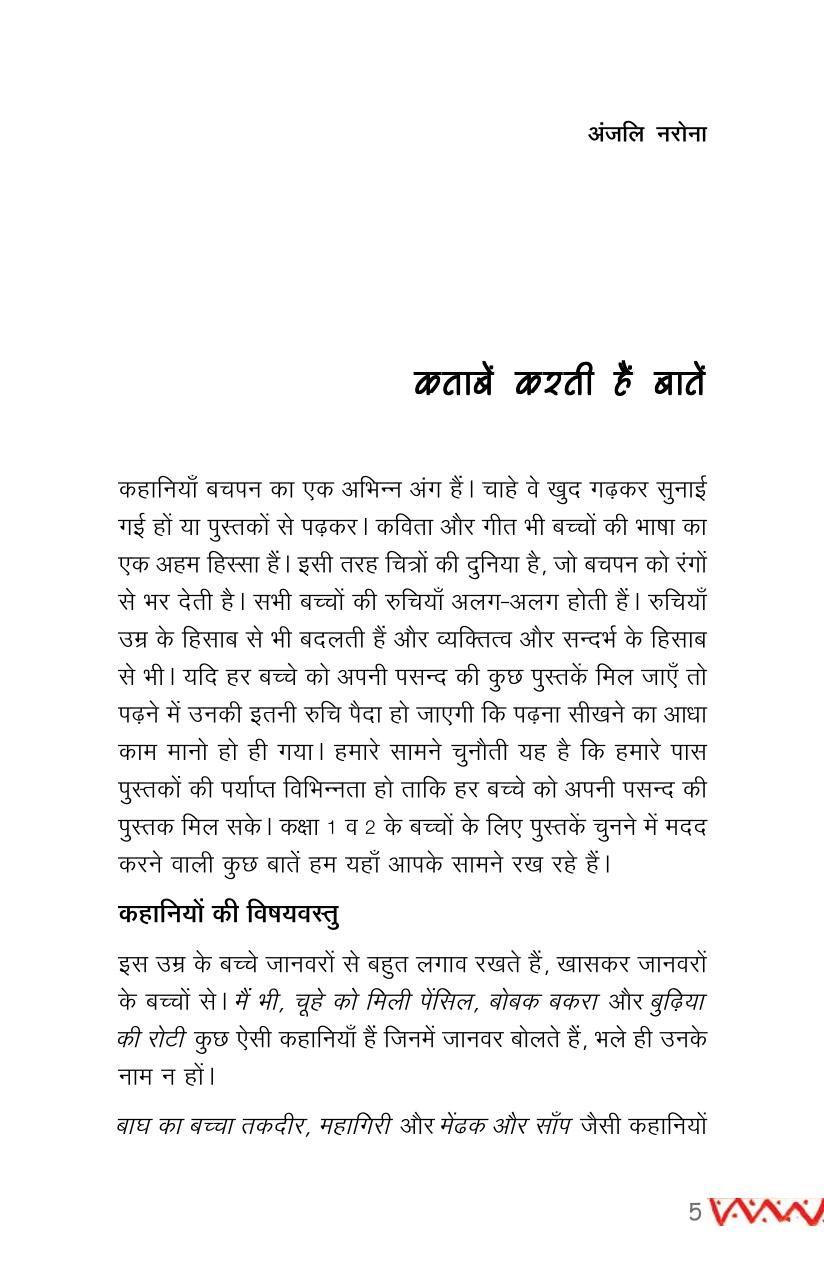 अंजलि नरोना
कताबें करती हैं बातें
कहानियाँ बचपन का एक अभिन्न अंग हैं। चाहे वे खुद गढ़कर सुनाई
गई हों या पुस्तकों से पढ़कर। कविता और गीत भी बच्चों की भाषा का
एक अहम हिस्सा हैं। इसी तरह चित्रों की दुनिया है, जो बचपन को रंगों
से भर देती है। सभी बच्चों की रुचियाँ अलग-अलग होती हैं। रुचियाँ
उम्र के हिसाब से भी बदलती हैं और व्यक्तित्व और सन्दर्भ के हिसाब
से भी। यदि हर बच्चे को अपनी पसन्द की कुछ पुस्तकें मिल जाएँ तो
पढ़ने में उनकी इतनी रुचि पैदा हो जाएगी कि पढ़ना सीखने का आधा
काम मानो हो ही गया। हमारे सामने चुनौती यह है कि हमारे पास
पुस्तकों की पर्याप्त विभिन्नता हो ताकि हर बच्चे को अपनी पसन्द की
पुस्तक मिल सके। कक्षा 1 व 2 के बच्चों के लिए पुस्तकें चुनने में मदद
करने वाली कुछ बातें हम यहाँ आपके सामने रख रहे हैं।
कहानियों की विषयवस्तु
इस उम्र के बच्चे जानवरों से बहुत लगाव रखते हैं, खासकर जानवरों
के बच्चों से। मैं भी, चूहे को मिली पेंसिल, बोबक बकरा और बुढ़िया
की रोटी कुछ ऐसी कहानियाँ हैं जिनमें जानवर बोलते हैं, भले ही उनके
नाम न हों।
बाघ का बच्चा तकदीर, महागिरी और मेंढक और साँप जैसी कहानियों
5